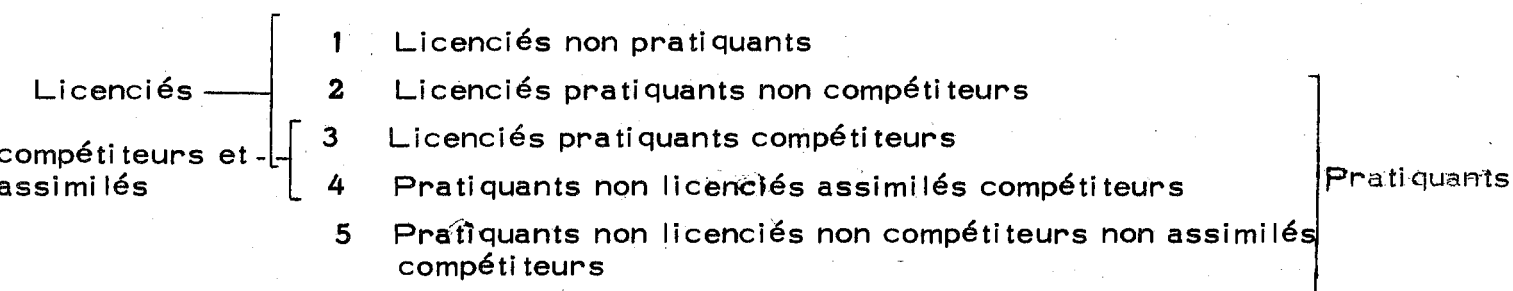 1 Licenciés non pratiquants
Licenciés 2 Licenciés pratiquants non compétiteurs
3 Licenciés pratiquants compétiteurs
compétiteurs et
assimilés 4 Pratiquants non licenciés assimilés compétiteurs Pratiquants
5 Pratiquants non licenciés non compétiteurs non assimilés
compétiteurs